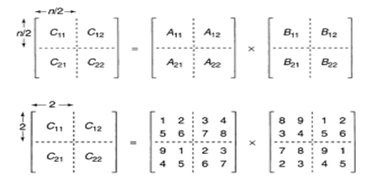 n/2
n/2 C11 C12 A11 A12 B11 B12
= ×
C21 C22 A21 A22 B21 B22
2
2 C11 C12 1 2 3 4 8 9 1 2
5 6 7 8 3 4 5 6
= ×
C21 C22 9 1 2 3 7 8 9 1
4 5 6 7 2 3 4 5